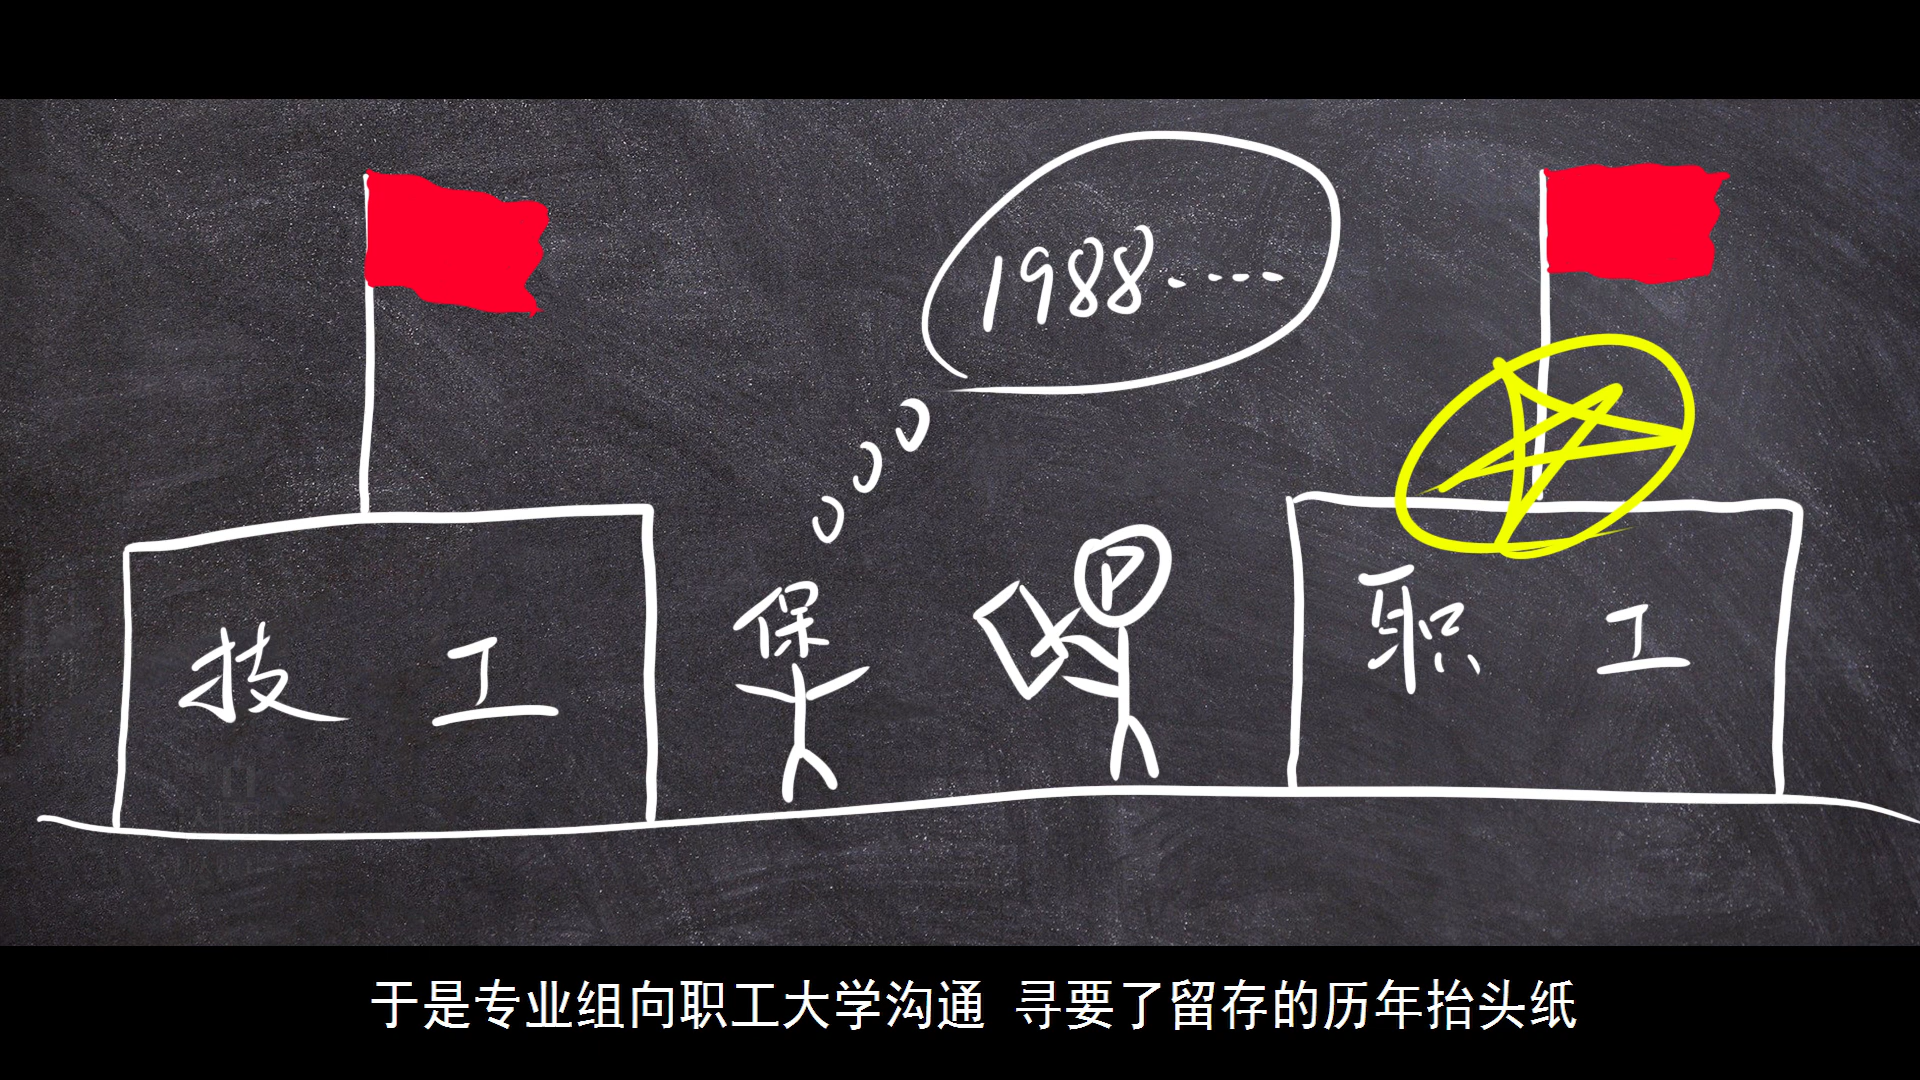 1988.----
保
P
技 工
职 工
于是专业组向职工大学沟通 寻要了留存的历年抬头纸